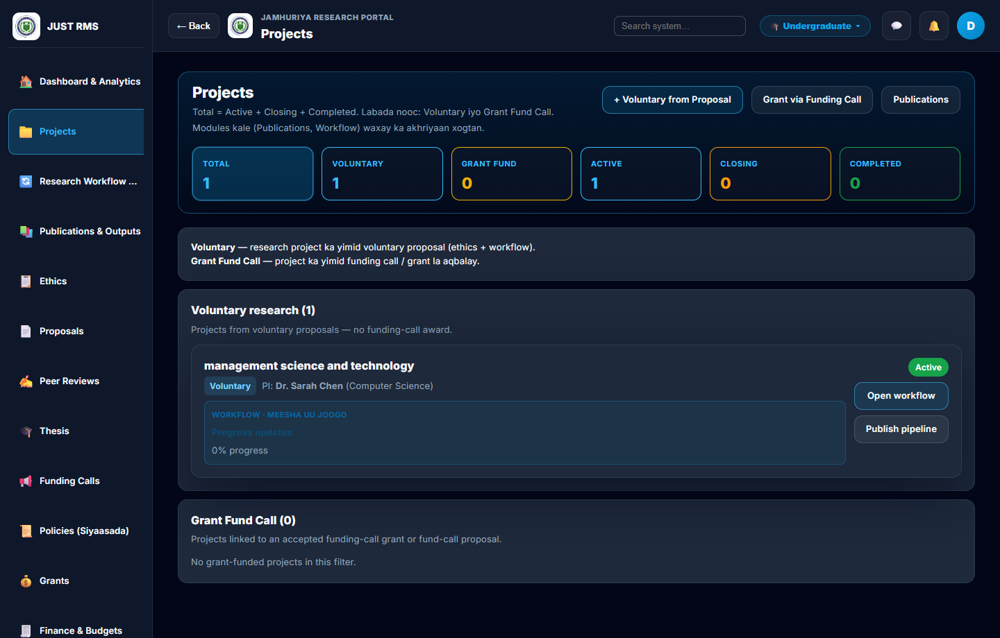 JUST RMS
← Back
JAMHURIYA RESEARCH PORTAL
Projects
Search system...
Undergraduate
D
Dashboard & Analytics
Projects
Research Workflow ...
Publications & Outputs
Ethics
Proposals
Peer Reviews
Thesis
Funding Calls
Policies (Siyaasada)
Grants
Finance & Budgets
Projects
Total = Active + Closing + Completed. Labada nooc: Voluntary iyo Grant Fund Call.
Modules kale (Publications, Workflow) waxay ka akhriyaan xogtan.
+ Voluntary from Proposal
Grant via Funding Call
Publications
TOTAL
1
VOLUNTARY
1
GRANT FUND
0
ACTIVE
1
CLOSING
0
COMPLETED
0
Voluntary — research project ka yimid voluntary proposal (ethics + workflow).
Grant Fund Call — project ka yimid funding call / grant la aqbalay.
Voluntary research (1)
Projects from voluntary proposals — no funding-call award.
management science and technology
Voluntary PI: Dr. Sarah Chen (Computer Science)
WORKFLOW · MEESHA UU JOOGO
Progress updates
0% progress
Active
Open workflow
Publish pipeline
Grant Fund Call (0)
Projects linked to an accepted funding-call grant or fund-call proposal.
No grant-funded projects in this filter.